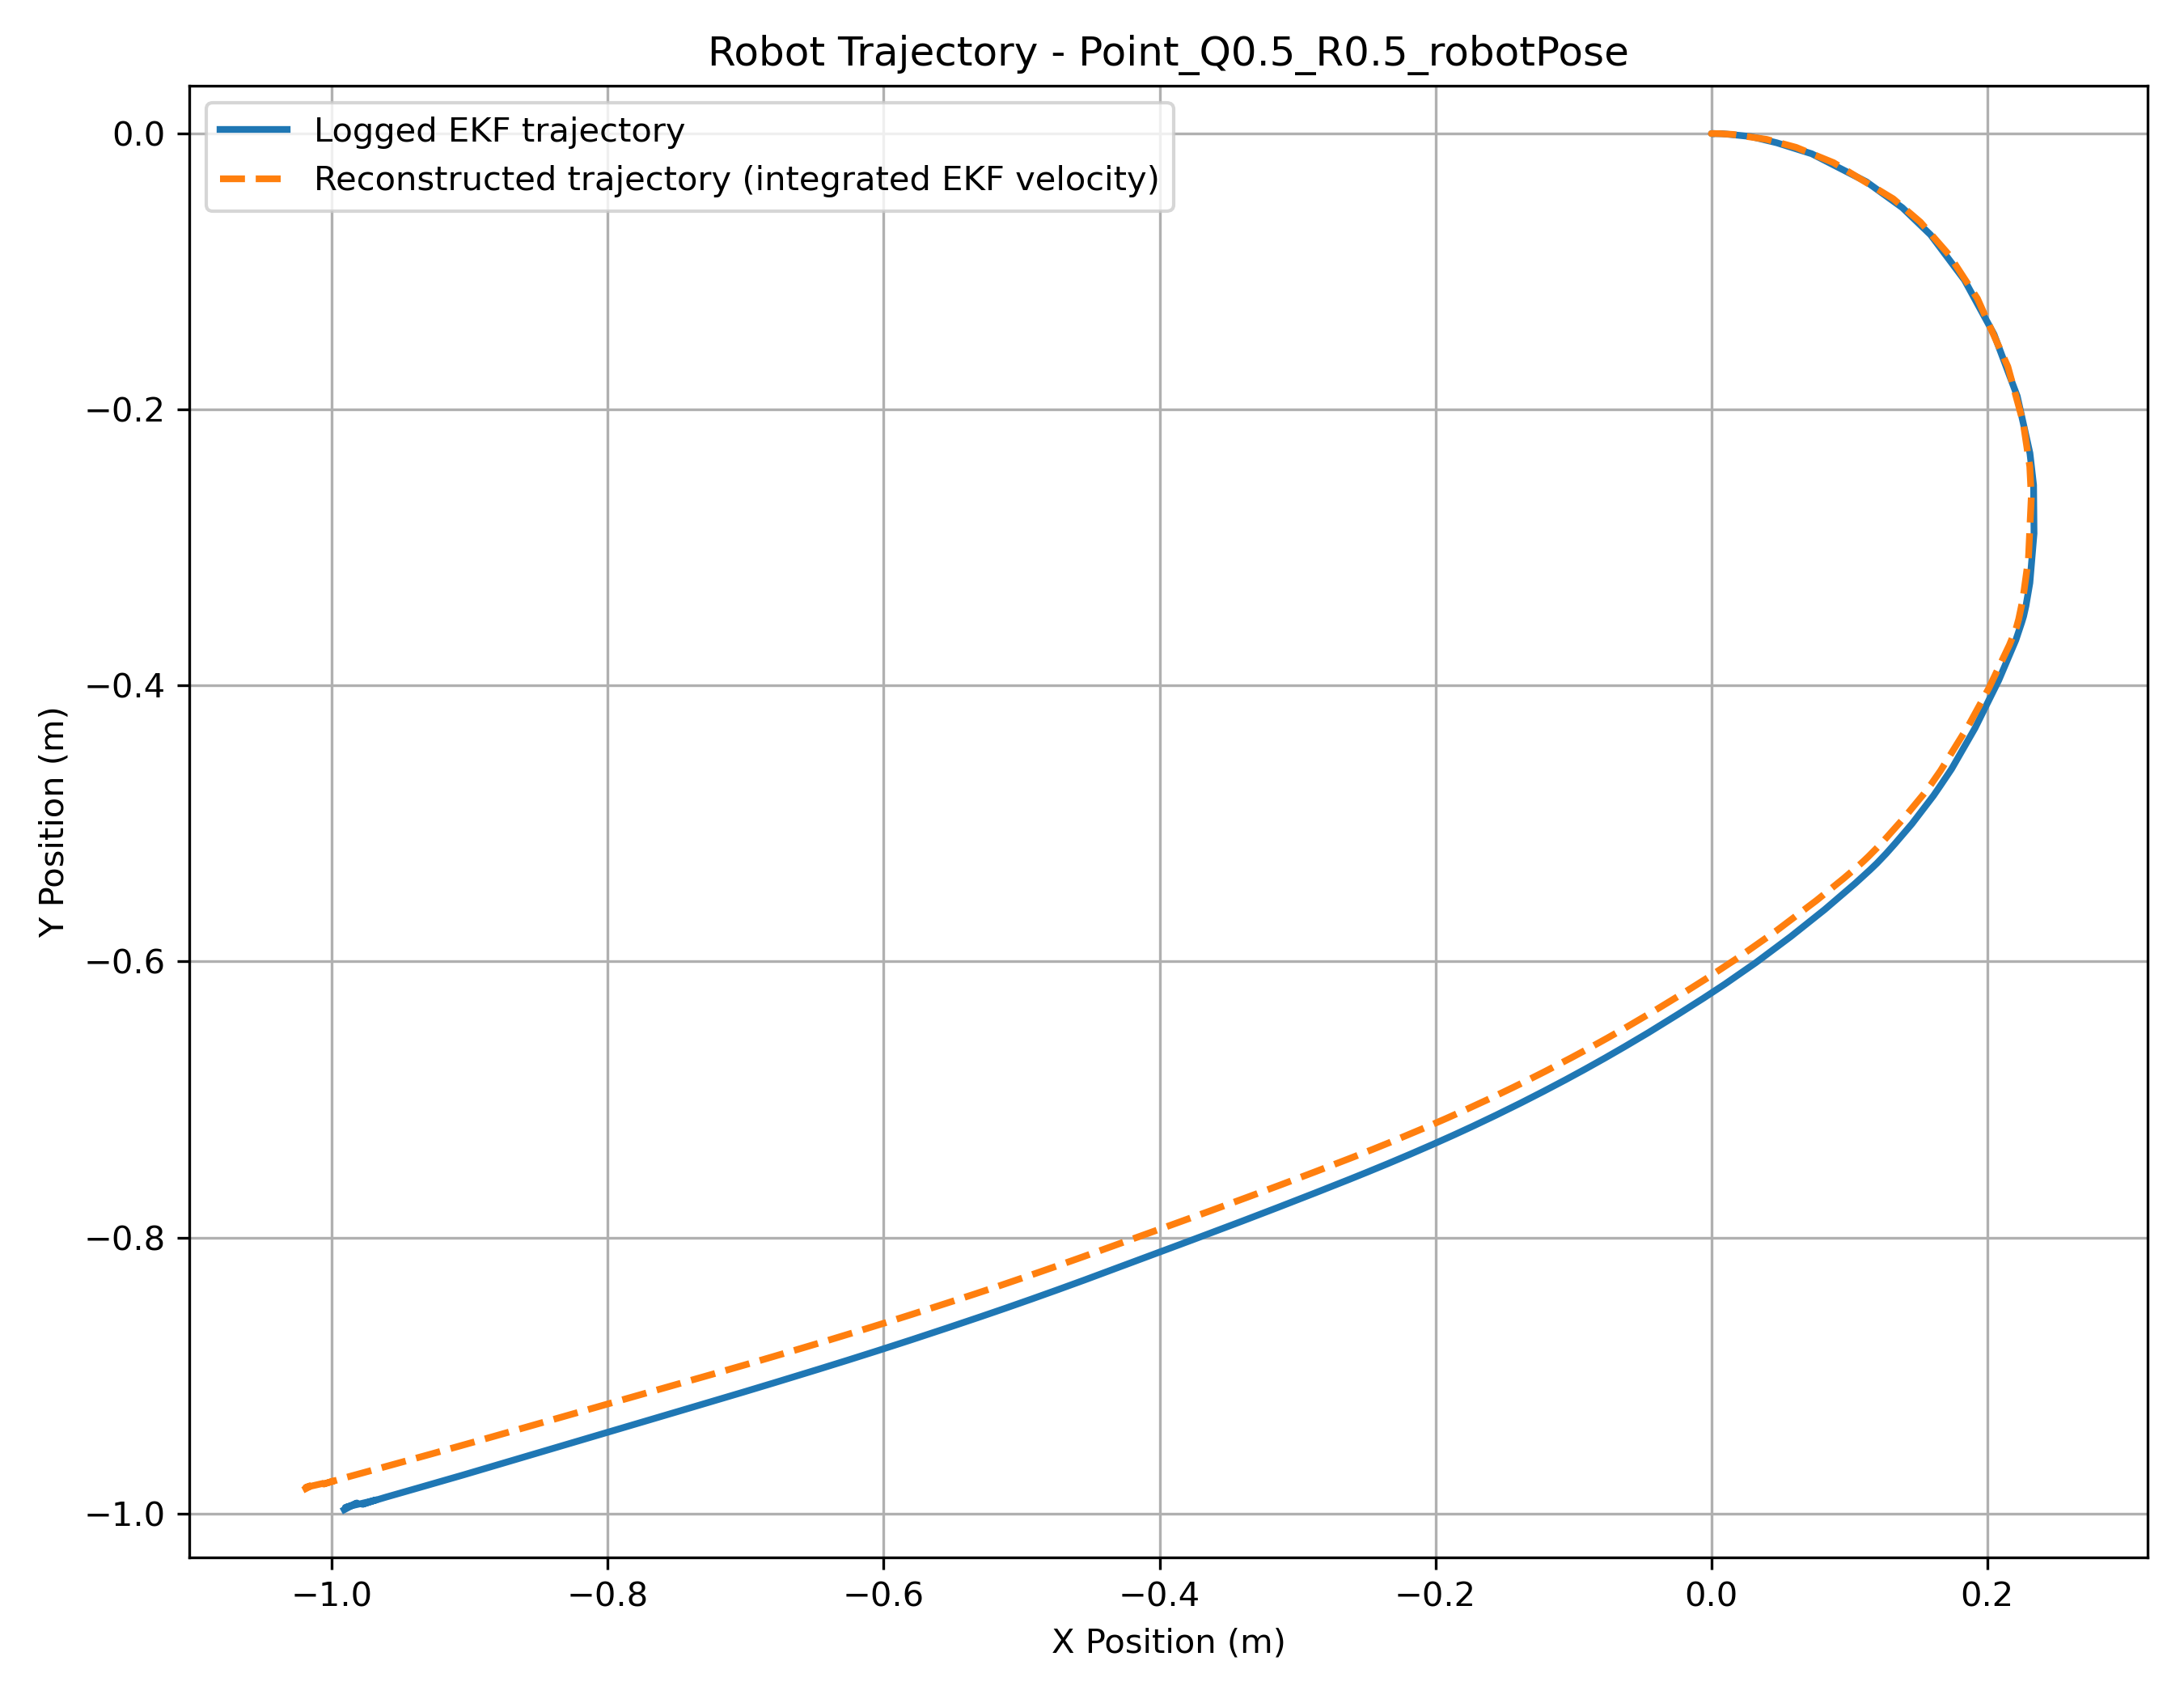 Robot Trajectory - Point_Q0.5_R0.5_robotPose
Logged EKF trajectory
Reconstructed trajectory (integrated EKF velocity)
Y Position (m)
0.0
−0.2
−0.4
−0.6
−0.8
−1.0
−1.0 −0.8 −0.6 −0.4 −0.2 0.0 0.2
X Position (m)